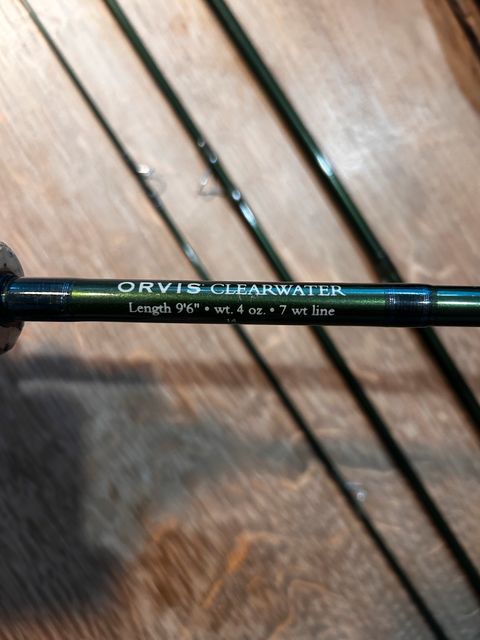 ORVIS CLEARWATER
Length 9'6" • wt. 4 oz. • 7 wt line